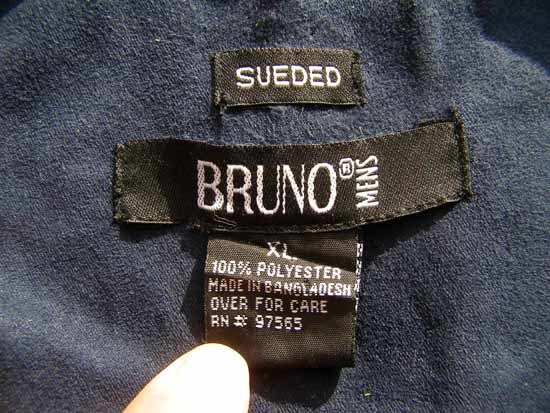 SUEDED
BRUNO® MENS
XL
100% POLYESTER
MADE IN BANGLADESH
OVER FOR CARE
RN # 97565